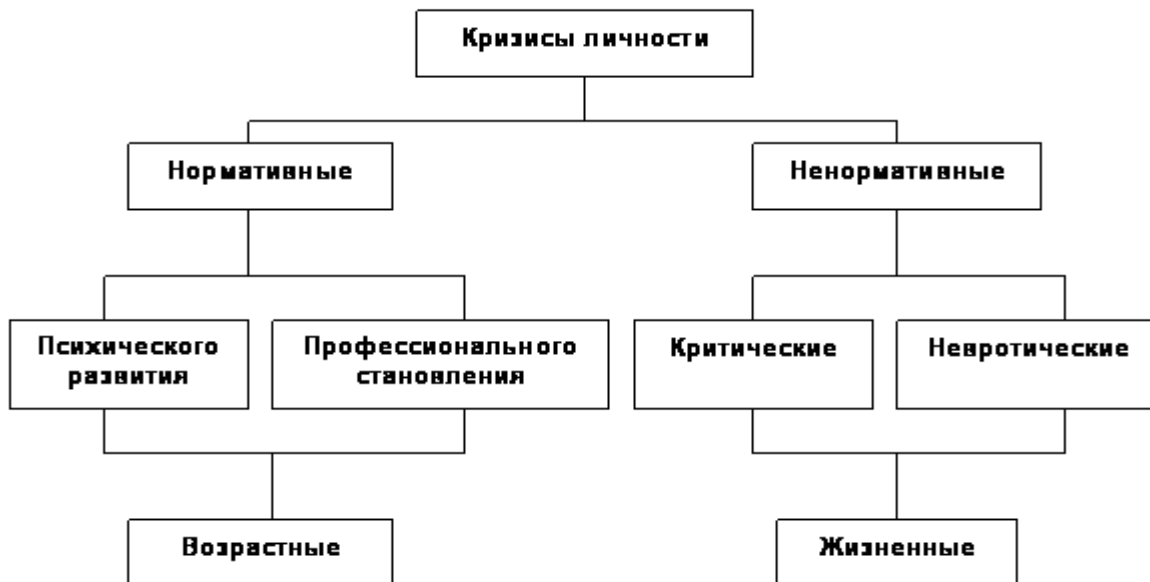 Кризисы личности
Нормативные
Ненормативные
Психического
развития
Профессионального
становления
Критические
Невротические
Возрастные
Жизненные